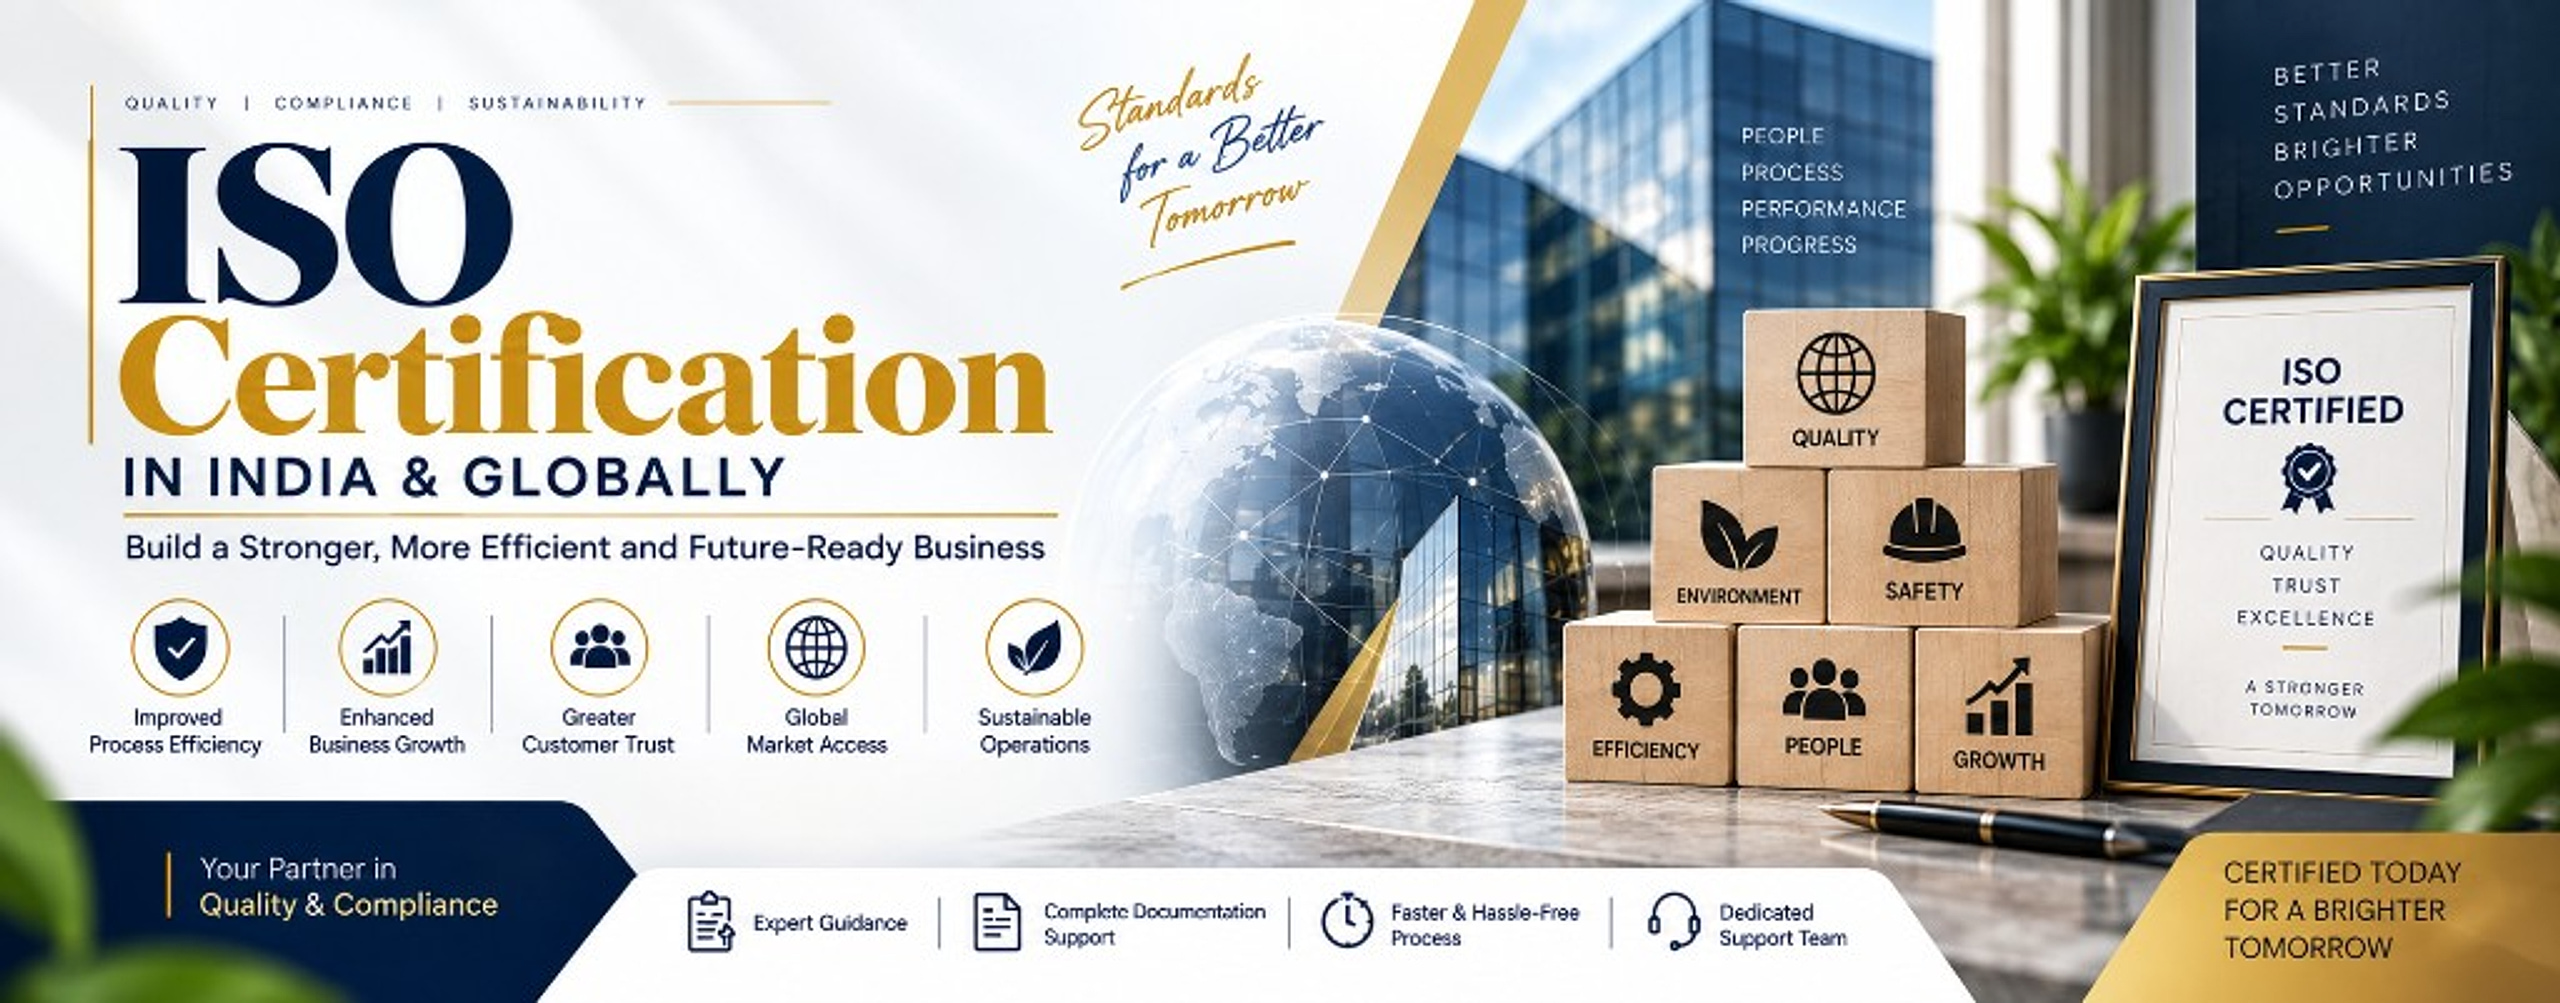 QUALITY | COMPLIANCE | SUSTAINABILITY
ISO
Certification
IN INDIA & GLOBALLY
Build a Stronger, More Efficient and Future-Ready Business
Improved
Process Efficiency
Enhanced
Business Growth
Greater
Customer Trust
Global
Market Access
Sustainable
Operations
Standards
for a Better
Tomorrow
PEOPLE
PROCESS
PERFORMANCE
PROGRESS
BETTER
STANDARDS
BRIGHTER
OPPORTUNITIES
QUALITY
ENVIRONMENT
SAFETY
EFFICIENCY
PEOPLE
GROWTH
ISO
CERTIFIED
QUALITY
TRUST
EXCELLENCE
A STRONGER
TOMORROW
Your Partner in
Quality & Compliance
Expert Guidance
Complete Documentation
Support
Faster & Hassle-Free
Process
Dedicated
Support Team
CERTIFIED TODAY
FOR A BRIGHTER
TOMORROW